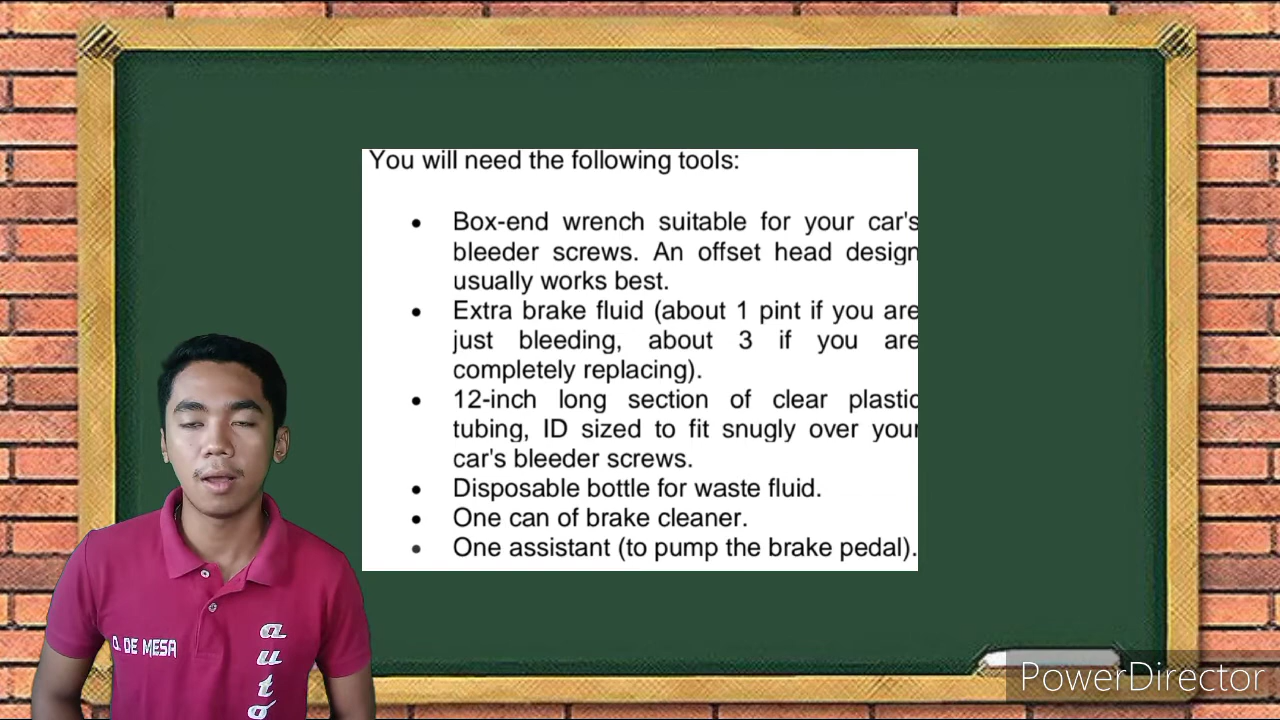 You will need the following tools:
• Box-end wrench suitable for your car's
bleeder screws. An offset head design
usually works best.
• Extra brake fluid (about 1 pint if you are
just bleeding, about 3 if you are
completely replacing).
• 12-inch long section of clear plastic
tubing, ID sized to fit snugly over your
car's bleeder screws.
• Disposable bottle for waste fluid.
• One can of brake cleaner.
• One assistant (to pump the brake pedal).
DE MESA
auto
PowerDirector